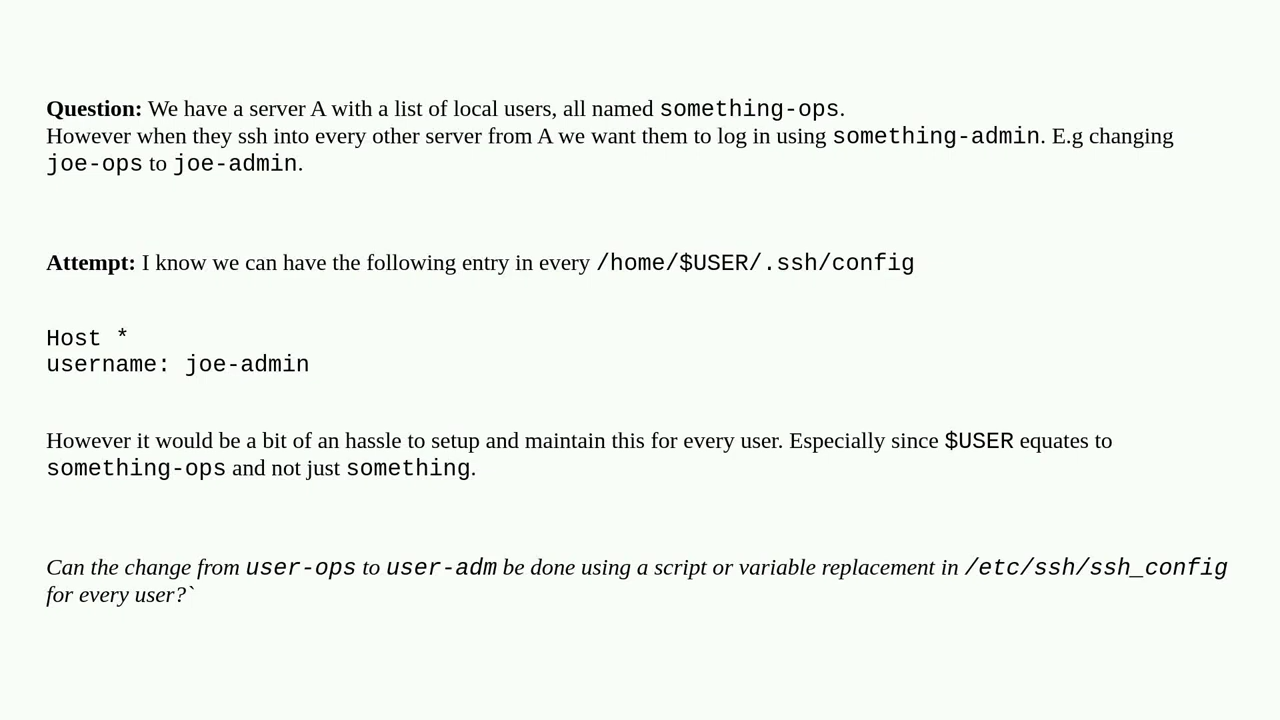 Question: We have a server A with a list of local users, all named something-ops.
However when they ssh into every other server from A we want them to log in using something-admin. E.g changing
joe-ops to joe-admin.
Attempt: I know we can have the following entry in every /home/$USER/.ssh/config
Host *
username: joe-admin
However it would be a bit of an hassle to setup and maintain this for every user. Especially since $USER equates to
something-ops and not just something.
Can the change from user-ops to user-adm be done using a script or variable replacement in /etc/ssh/ssh_config
for every user?`